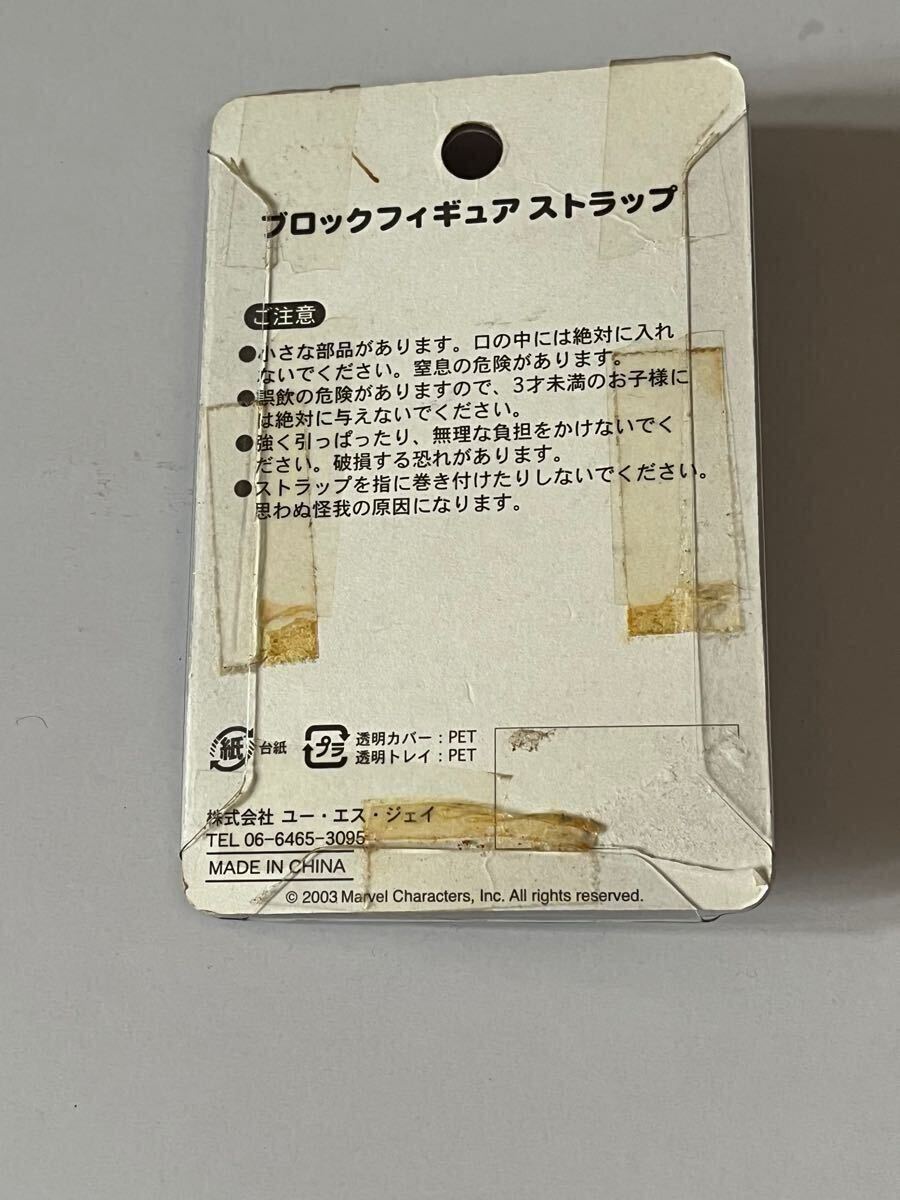 ブロックフィギュア ストラップ
ご注意
●小さな部品があります。口の中には絶対に入れ
ないでください。窒息の危険があります。
●誤飲の危険がありますので、3才未満のお子様に
は絶対に与えないでください。
●強く引っぱったり、無理な負担をかけないでく
ださい。破損する恐れがあります。
●ストラップを指に巻き付けたりしないでください。
思わぬ怪我の原因になります。
紙 台紙
プラ 透明カバー:PET
透明トレイ:PET
株式会社 ユー・エス・ジェイ
TEL 06-6465-3095
MADE IN CHINA
© 2003 Marvel Characters, Inc. All rights reserved.